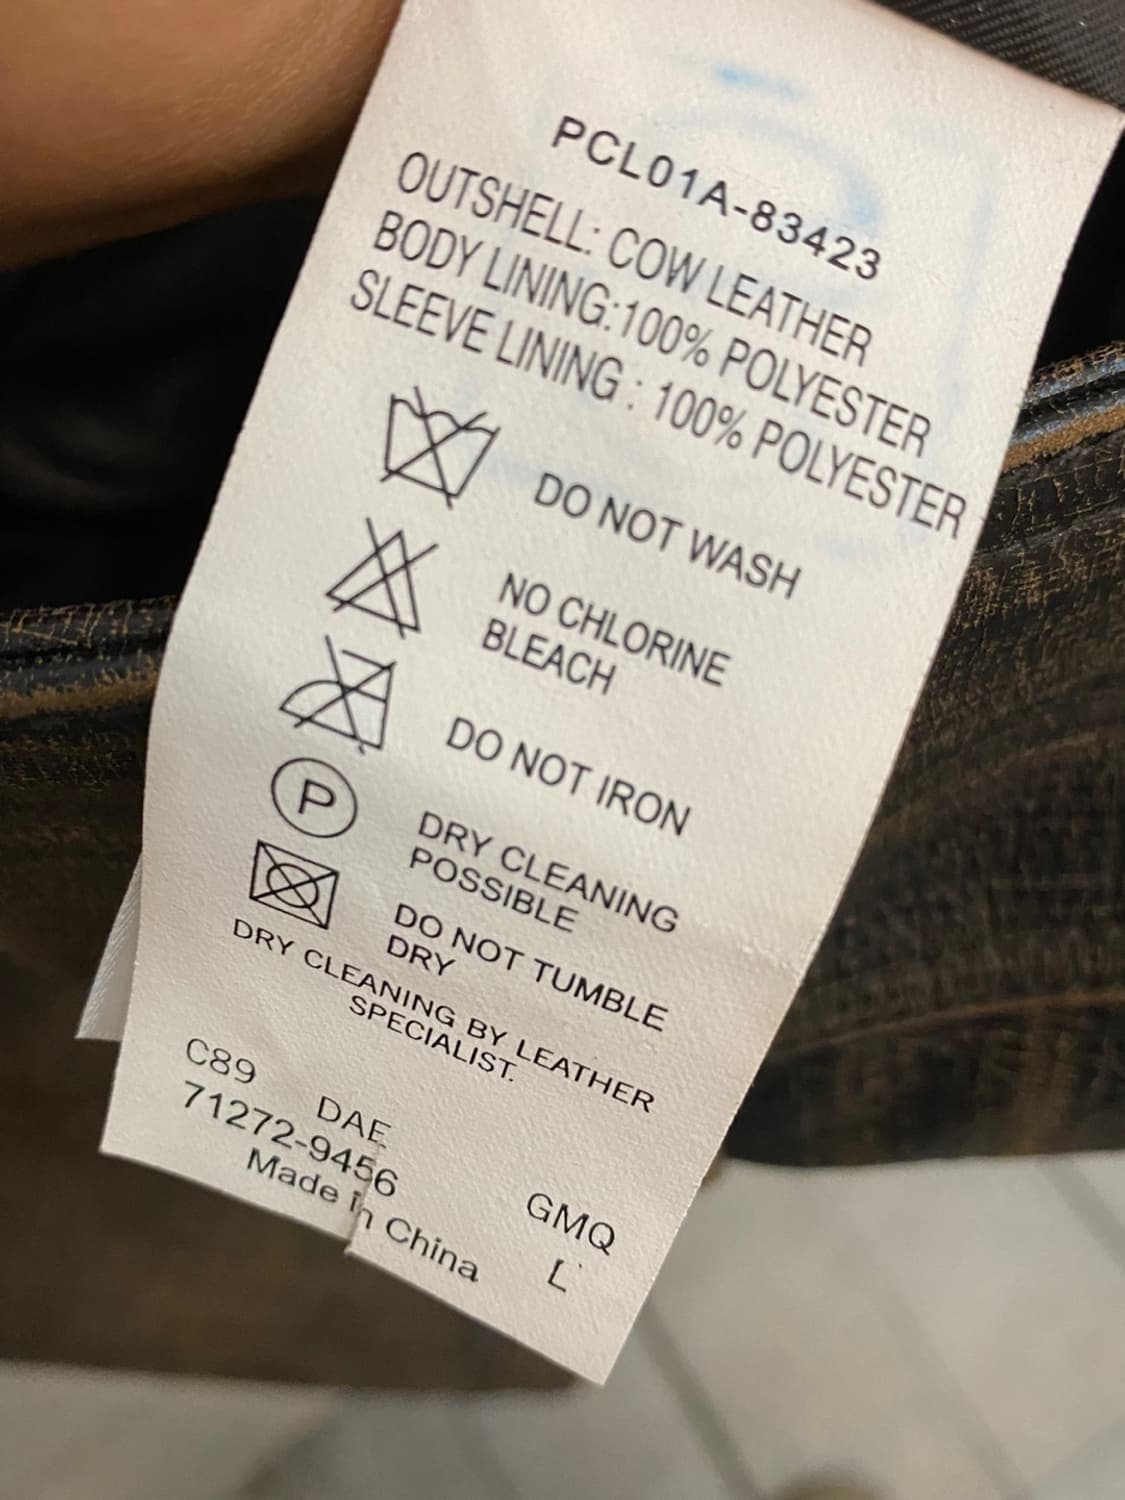 PCL01A-83423
OUTSHELL: COW LEATHER
BODY LINING:100% POLYESTER
SLEEVE LINING : 100% POLYESTER
DO NOT WASH
NO CHLORINE
BLEACH
DO NOT IRON
P
DRY CLEANING
POSSIBLE
DO NOT TUMBLE
DRY
DRY CLEANING BY LEATHER
SPECIALIST.
C89
DAE
71272-9456
GMQ
Made in China
L